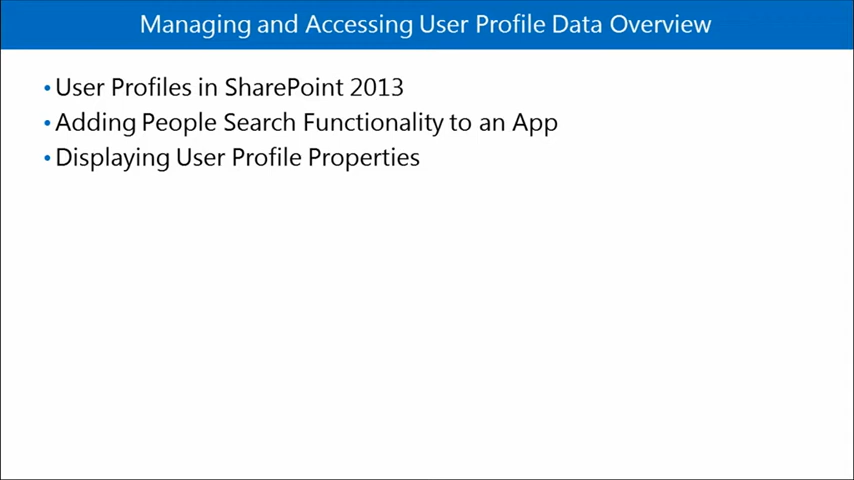 Managing and Accessing User Profile Data Overview
• User Profiles in SharePoint 2013
• Adding People Search Functionality to an App
• Displaying User Profile Properties